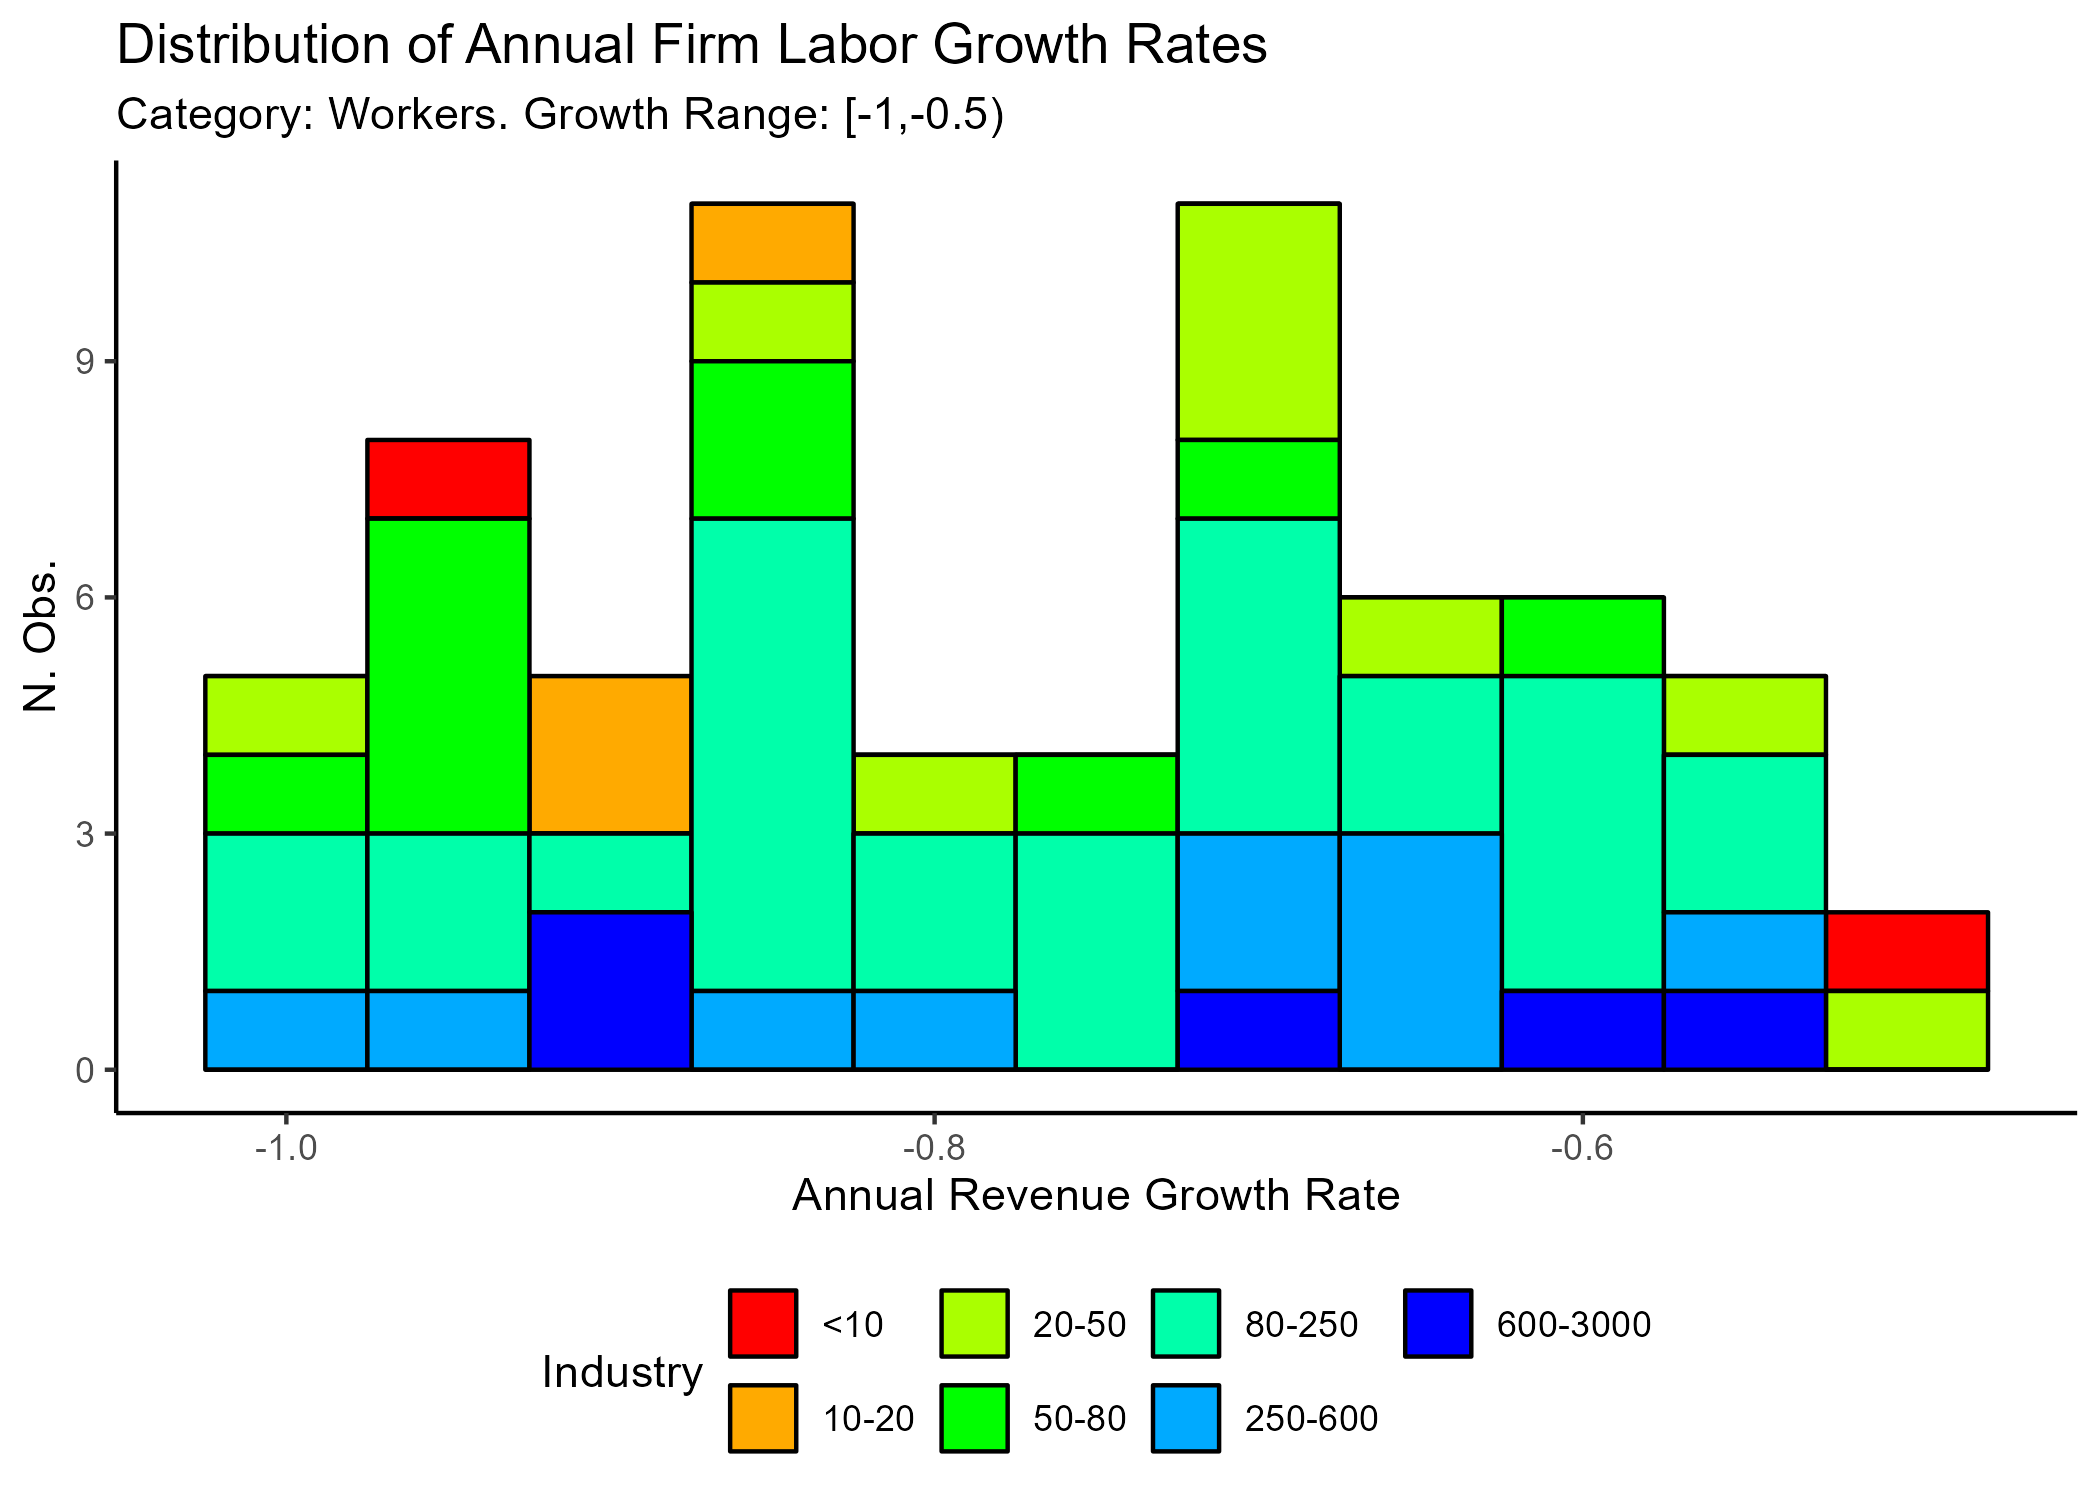 Distribution of Annual Firm Labor Growth Rates
Category: Workers. Growth Range: [-1,-0.5)
N. Obs.
9
6
3
0
-1.0 -0.8 -0.6
Annual Revenue Growth Rate
Industry
<10 20-50 80-250 600-3000
10-20 50-80 250-600